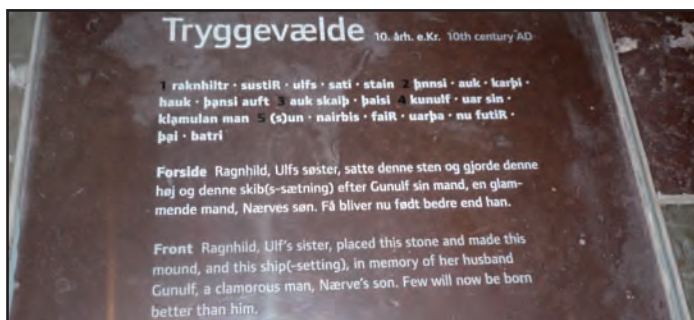 Tryggevælde 10. årh. e.Kr. 10th century AD
1 raknhiltr · sustiR · ulfs · sati · stain 2 þnnsi · auk · karþi ·
hauk · þąnsi auft 3 auk skaiþ · þaisi 4 kunulf · uar sin ·
kląmulan man 5 (s)un · nairbis · faiR · uarþa · nu futiR ·
þąi · batri
Forside Ragnhild, Ulfs søster, satte denne sten og gjorde denne
høj og denne skib(s-sætning) efter Gunulf sin mand, en glam-
mende mand, Nærves søn. Få bliver nu født bedre end han.
Front Ragnhild, Ulf's sister, placed this stone and made this
mound, and this ship(-setting), in memory of her husband
Gunulf, a clamorous man, Nærve's son. Few will now be born
better than him.